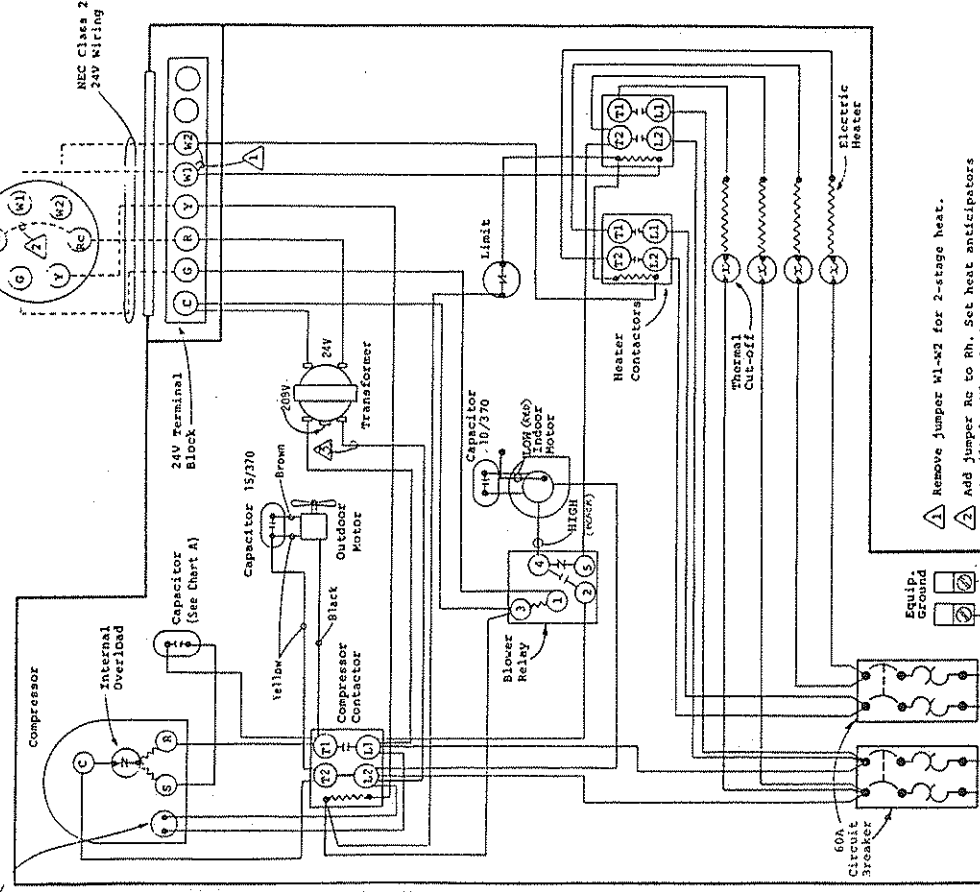 NEC Class 2
24V Wiring
W1
W2
G
Y
Rc
2
C
G
R
Y
W1
W2
1
24V Terminal
Block
24V
209V
Transformer
3
Compressor
Internal
Overload
C
S
R
Capacitor
(See Chart A)
Capacitor 15/370
Brown
Outdoor
Motor
Yellow
Black
Compressor
Contactor
T2
T1
L2
L1
Limit
Capacitor
10/370
LOW (RED)
Indoor
Motor
HIGH
(BLACK)
Blower
Relay
3
1
4
2
5
Heater
Contactors
T2
T1
L2
L1
T2
T1
L2
L1
Thermal
Cut-off
Electric
Heater
60A
Circuit
Breaker
Equip.
Ground
1 Remove jumper W1-W2 for 2-stage heat.
2 Add jumper Rc to Rh. Set heat anticipators